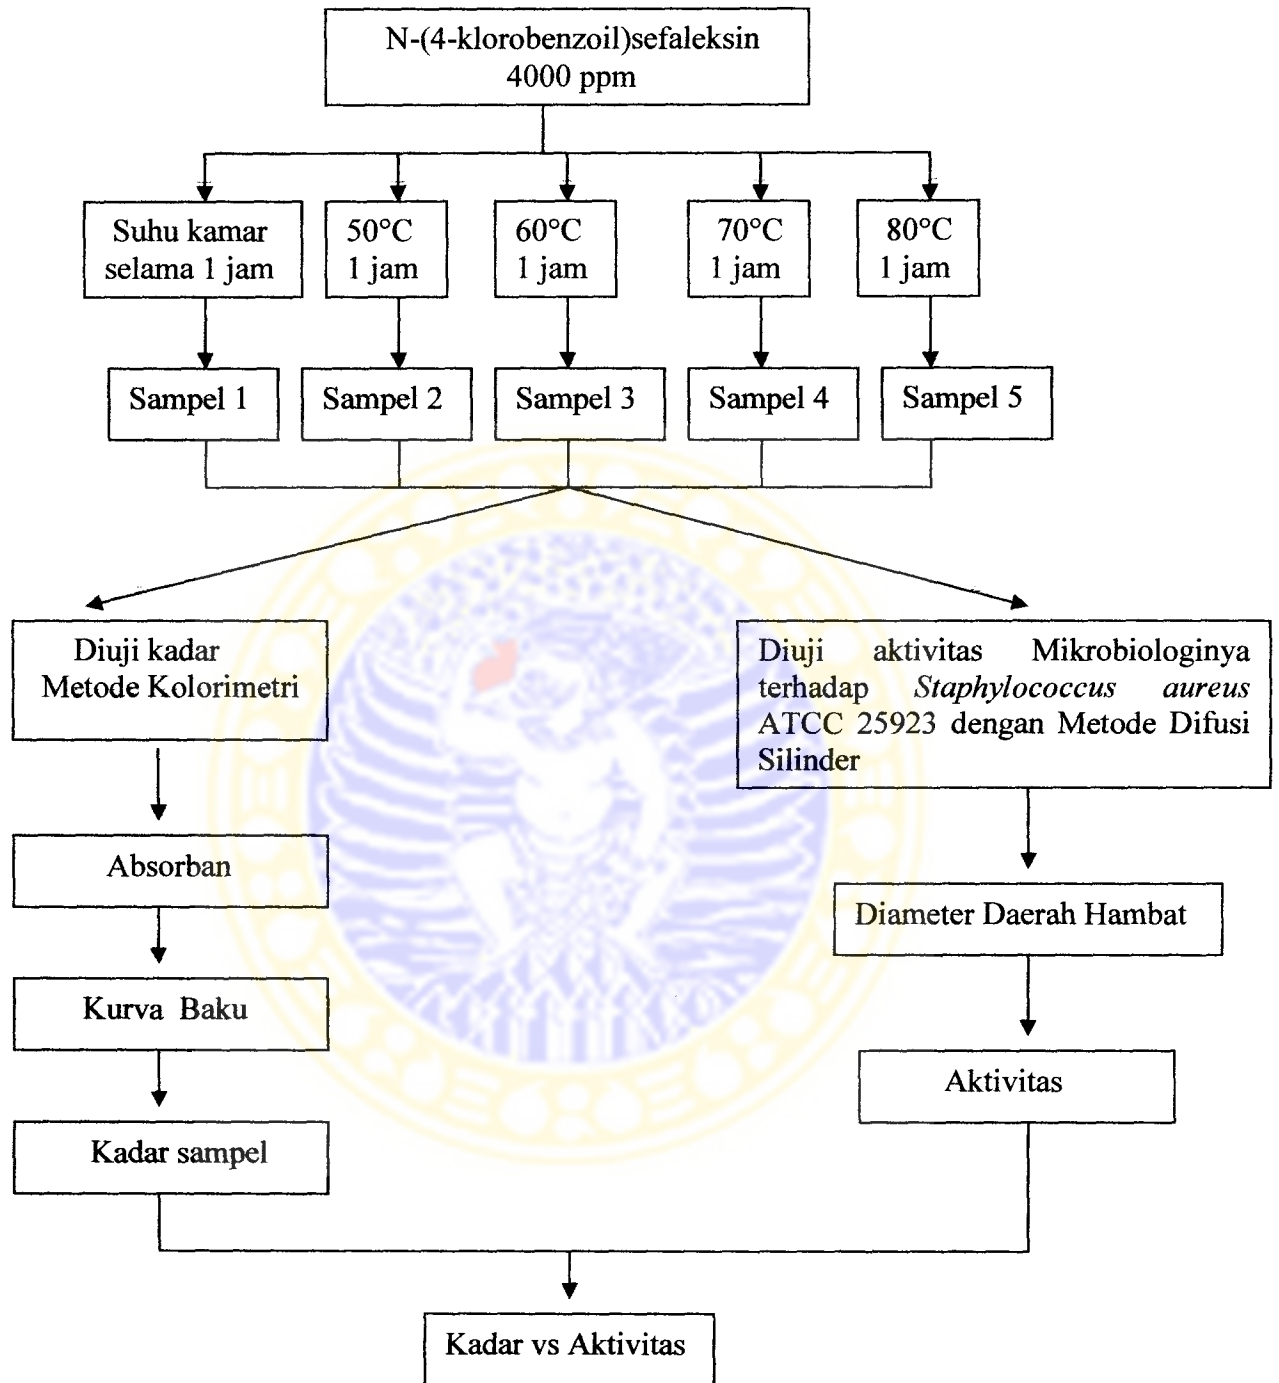 N-(4-klorobenzoil)sefaleksin
4000 ppm
Suhu kamar
selama 1 jam
50°C
1 jam
60°C
1 jam
70°C
1 jam
80°C
1 jam
Sampel 1
Sampel 2
Sampel 3
Sampel 4
Sampel 5
Diuji kadar
Metode Kolorimetri
Diuji aktivitas Mikrobiologinya
terhadap Staphylococcus aureus
ATCC 25923 dengan Metode Difusi
Silinder
Absorban
Diameter Daerah Hambat
Kurva Baku
Aktivitas
Kadar sampel
Kadar vs Aktivitas